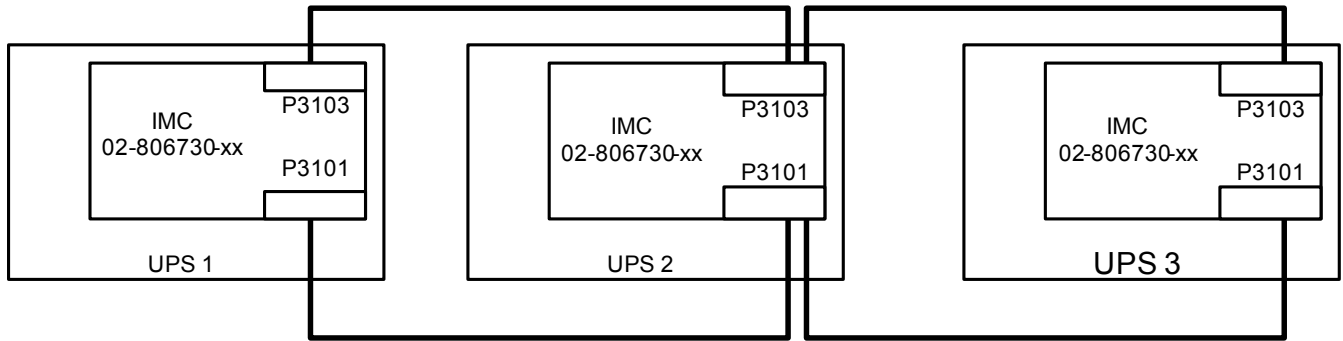 IMC
02-806730-xx
P3103
P3101
UPS 1
IMC
02-806730-xx
P3103
P3101
UPS 2
IMC
02-806730-xx
P3103
P3101
UPS 3